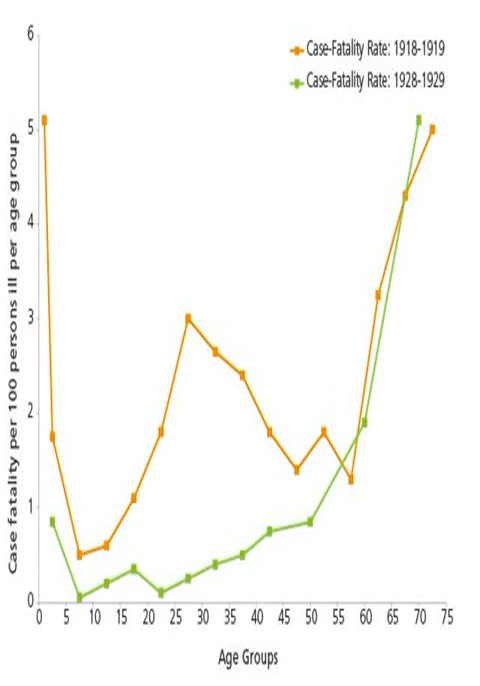 6
Case-Fatality Rate: 1918-1919
Case-Fatality Rate: 1928-1929
5
4
3
2
1
0
Case fatality per 100 persons ill per age group
0 5 10 15 20 25 30 35 40 45 50 55 60 65 70 75
Age Groups